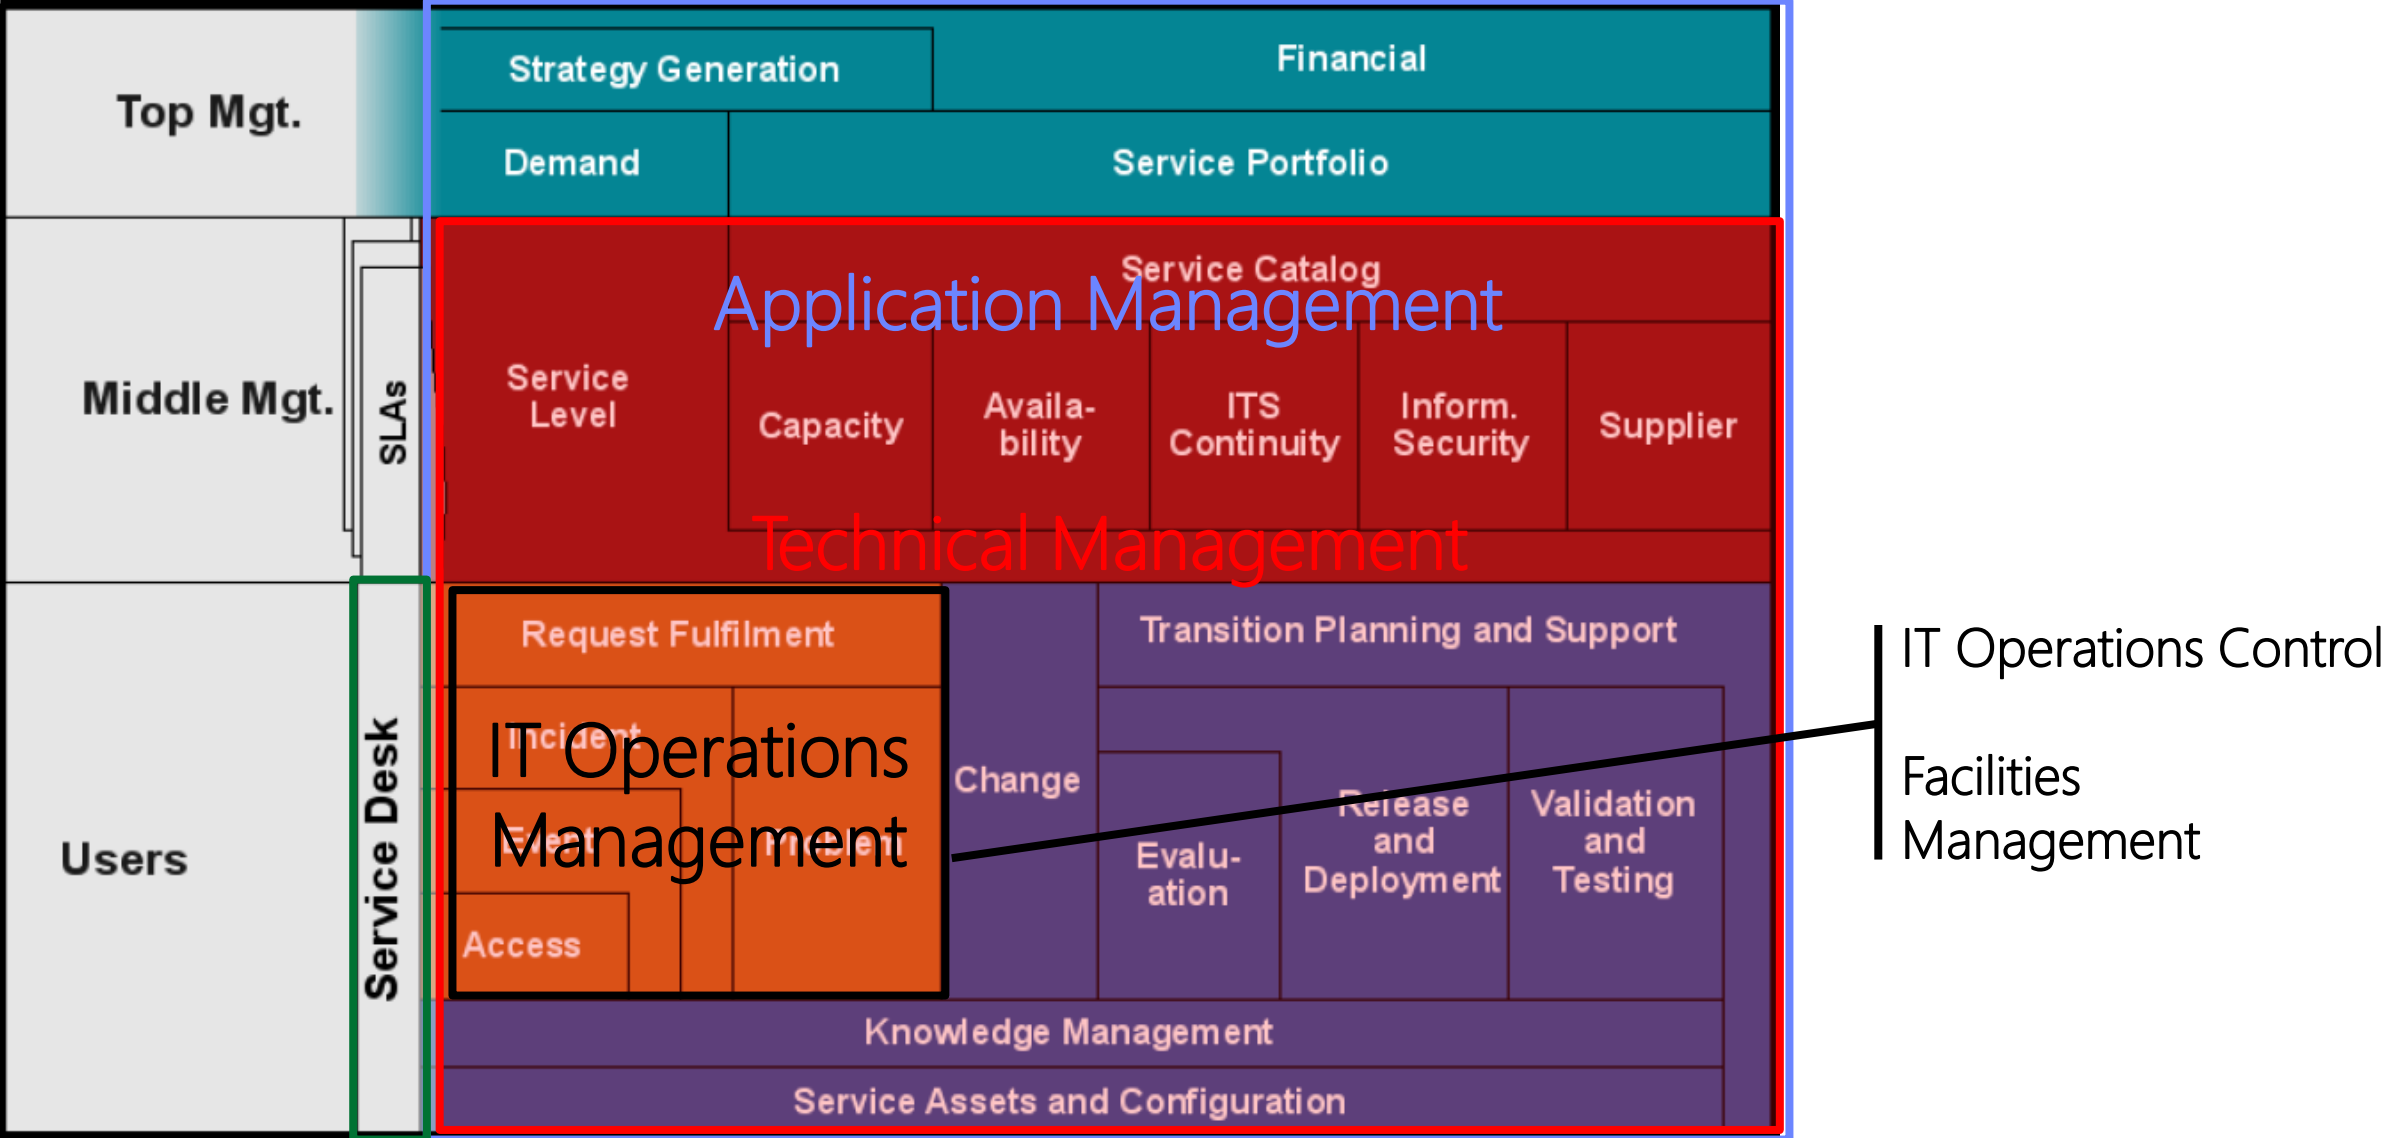 Top Mgt.
Strategy Generation
Financial
Demand
Service Portfolio
Middle Mgt.
SLAs
Service Catalog
Application Management
Service
Level
Capacity
Availa-
bility
ITS
Continuity
Inform.
Security
Supplier
Technical Management
Users
Service Desk
Request Fulfilment
Incident
IT Operations
Management
Event
Problem
Access
Change
Transition Planning and Support
Evalu-
ation
Release
and
Deployment
Validation
and
Testing
Knowledge Management
Service Assets and Configuration
IT Operations Control
Facilities
Management